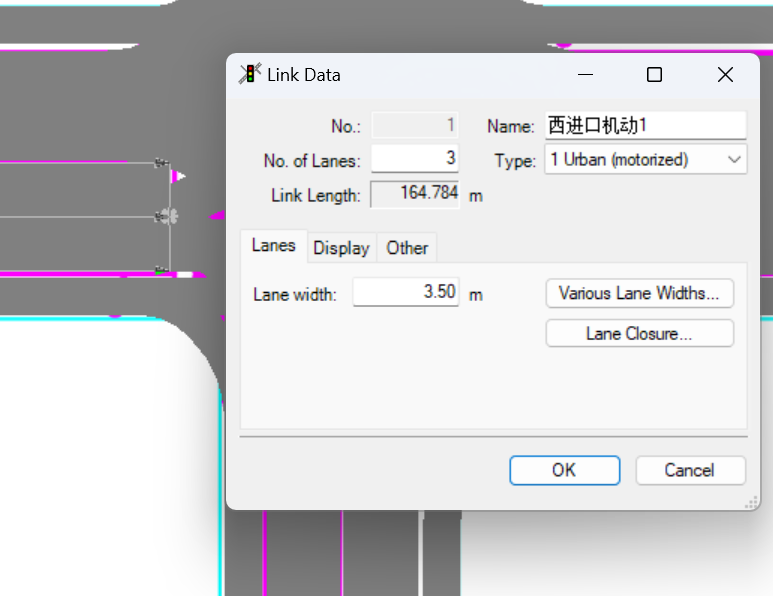 Link Data
No.: 1 Name: 西进口机动1
No. of Lanes: 3 Type: 1 Urban (motorized)
Link Length: 164.784 m
Lanes Display Other
Lane width: 3.50 m Various Lane Widths...
Lane Closure...
OK Cancel